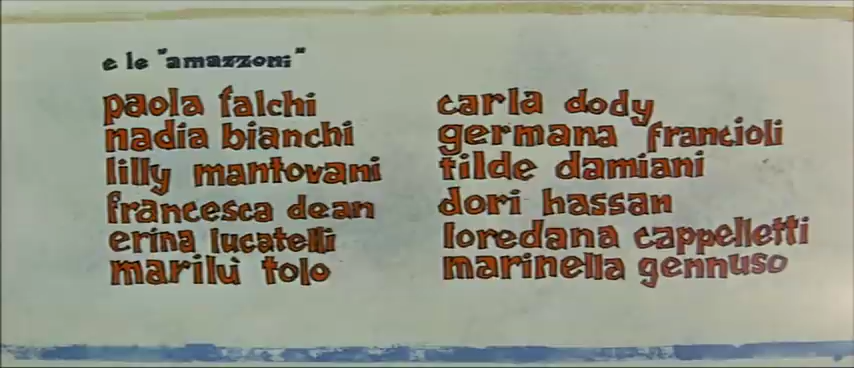 e le "amazzoni"
paola falchi
nadia bianchi
lilly mantovani
francesca dean
erina lucatelli
marilù tolo
carla dody
germana francioli
tilde damiani
dori hassan
loredana cappelletti
marinella gennuso